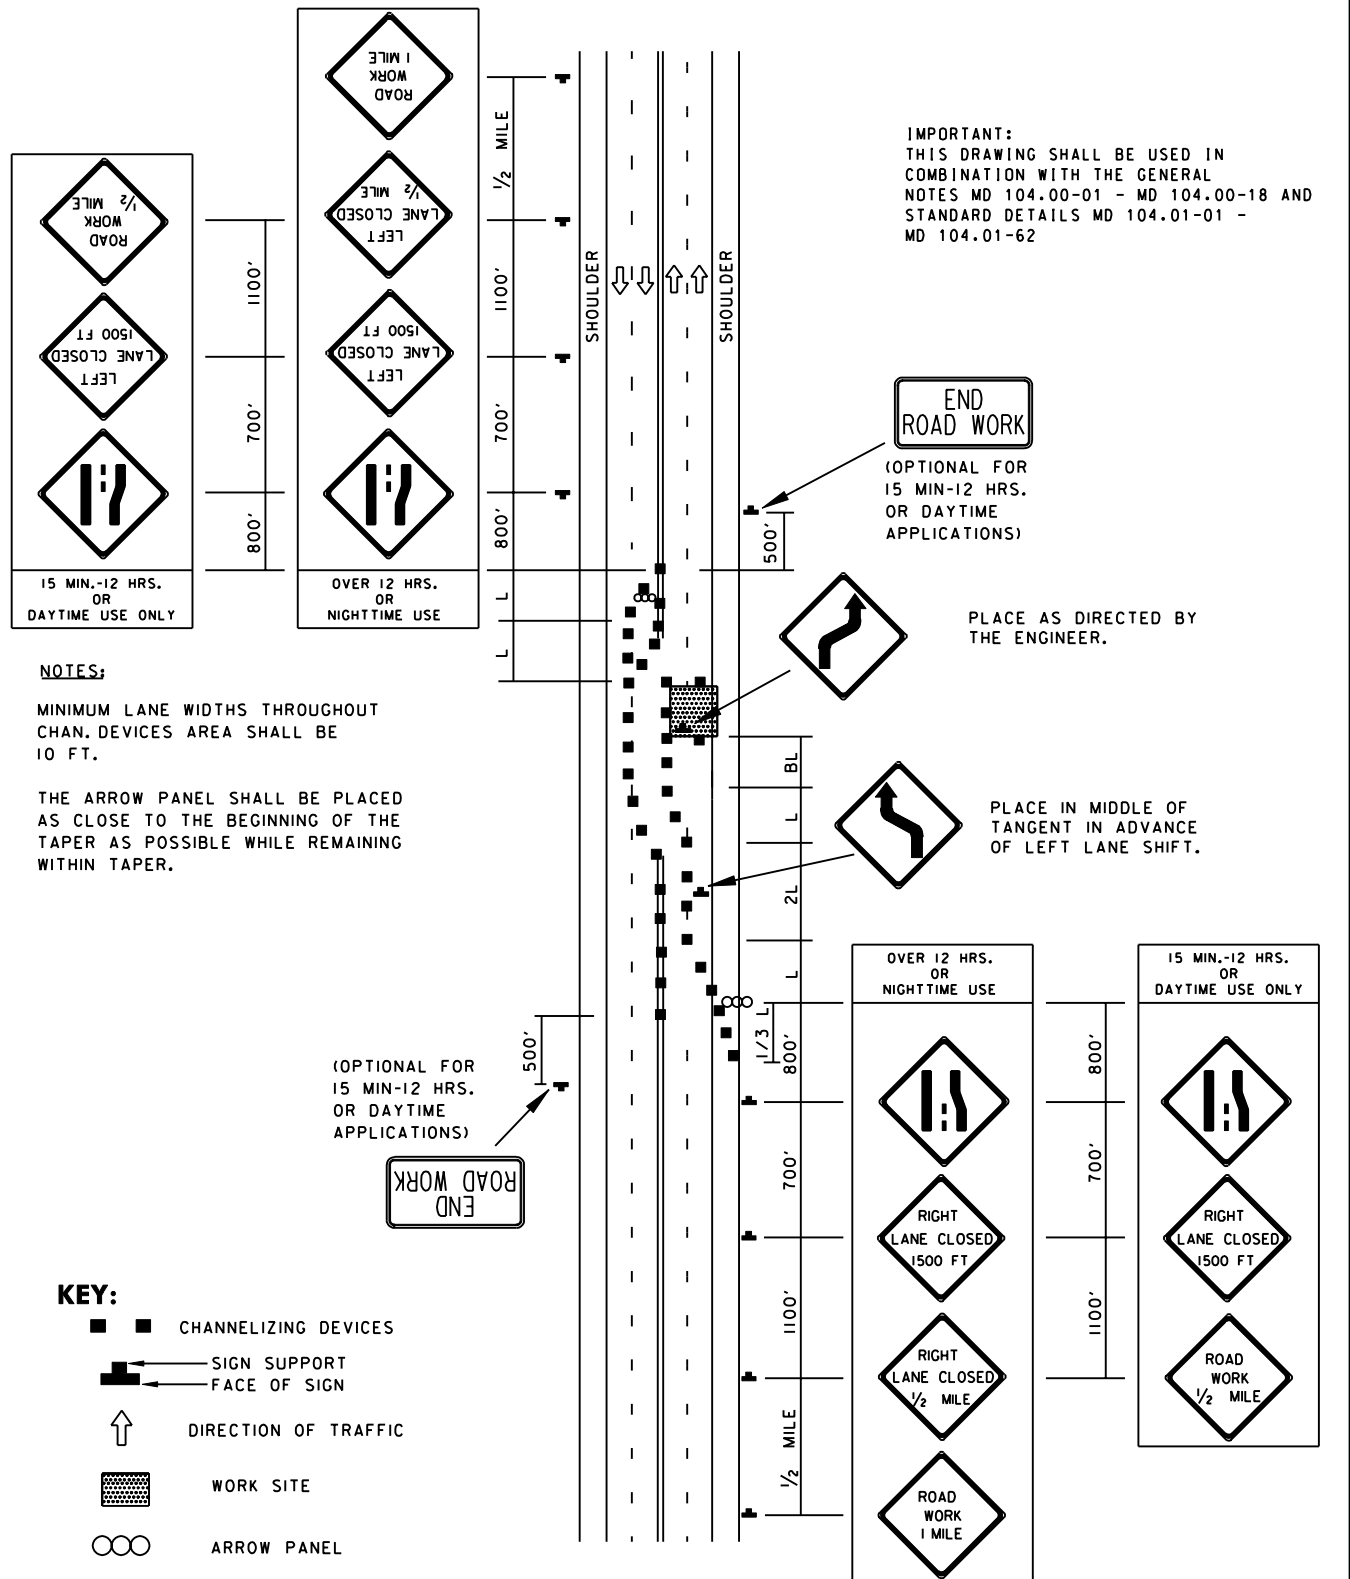 ROAD
WORK
1 MILE
LEFT
LANE CLOSED
1/2 MILE
LEFT
LANE CLOSED
1500 FT
OVER 12 HRS.
OR
NIGHTTIME USE
ROAD
WORK
1/2 MILE
LEFT
LANE CLOSED
1500 FT
15 MIN.-12 HRS.
OR
DAYTIME USE ONLY
1100'
700'
800'
1/2 MILE
1100'
700'
800'
L
L
SHOULDER
SHOULDER
IMPORTANT:
THIS DRAWING SHALL BE USED IN
COMBINATION WITH THE GENERAL
NOTES MD 104.00-01 - MD 104.00-18 AND
STANDARD DETAILS MD 104.01-01 -
MD 104.01-62
END
ROAD WORK
(OPTIONAL FOR
15 MIN-12 HRS.
OR DAYTIME
APPLICATIONS)
500'
PLACE AS DIRECTED BY
THE ENGINEER.
NOTES:
MINIMUM LANE WIDTHS THROUGHOUT
CHAN. DEVICES AREA SHALL BE
10 FT.
THE ARROW PANEL SHALL BE PLACED
AS CLOSE TO THE BEGINNING OF THE
TAPER AS POSSIBLE WHILE REMAINING
WITHIN TAPER.
BL
L
2L
L
1/3 L
PLACE IN MIDDLE OF
TANGENT IN ADVANCE
OF LEFT LANE SHIFT.
500'
(OPTIONAL FOR
15 MIN-12 HRS.
OR DAYTIME
APPLICATIONS)
END
ROAD WORK
800'
700'
1100'
1/2 MILE
OVER 12 HRS.
OR
NIGHTTIME USE
RIGHT
LANE CLOSED
1500 FT
RIGHT
LANE CLOSED
1/2 MILE
ROAD
WORK
1 MILE
800'
700'
1100'
15 MIN.-12 HRS.
OR
DAYTIME USE ONLY
RIGHT
LANE CLOSED
1500 FT
ROAD
WORK
1/2 MILE
KEY:
CHANNELIZING DEVICES
SIGN SUPPORT
FACE OF SIGN
DIRECTION OF TRAFFIC
WORK SITE
ARROW PANEL